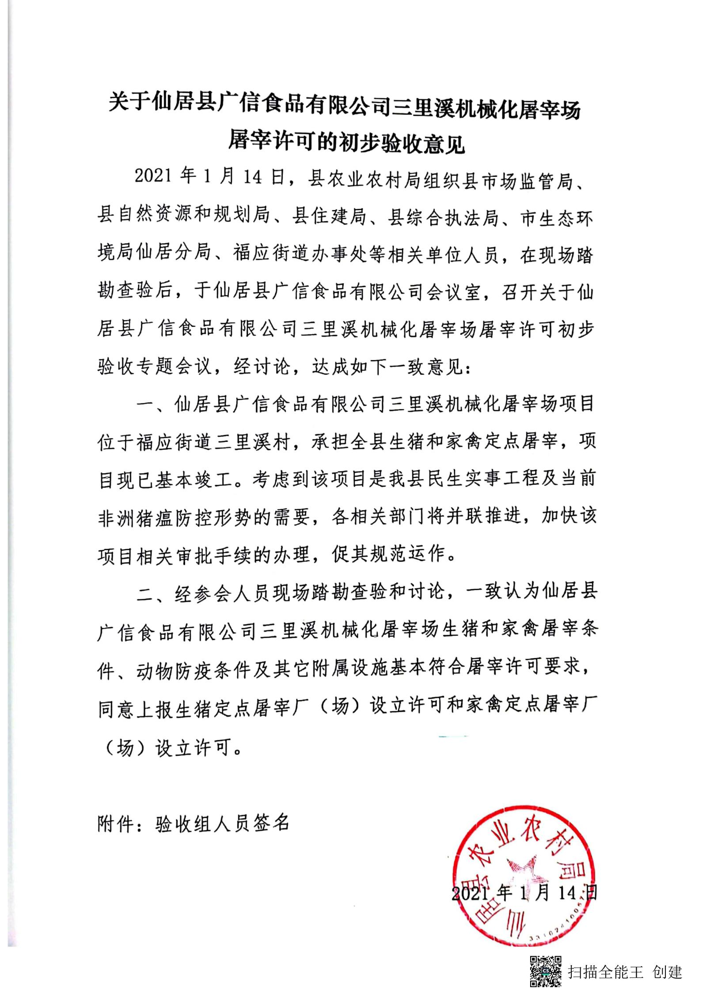 关于仙居县广信食品有限公司三里溪机械化屠宰场
屠宰许可的初步验收意见
2021 年 1 月 14 日，县农业农村局组织县市场监管局、
县自然资源和规划局、县住建局、县综合执法局、市生态环
境局仙居分局、福应街道办事处等相关单位人员，在现场踏
勘查验后，于仙居县广信食品有限公司会议室，召开关于仙
居县广信食品有限公司三里溪机械化屠宰场屠宰许可初步
验收专题会议，经讨论，达成如下一致意见：
一、仙居县广信食品有限公司三里溪机械化屠宰场项目
位于福应街道三里溪村，承担全县生猪和家禽定点屠宰，项
目现已基本竣工。考虑到该项目是我县民生实事工程及当前
非洲猪瘟防控形势的需要，各相关部门将并联推进，加快该
项目相关审批手续的办理，促其规范运作。
二、经参会人员现场踏勘查验和讨论，一致认为仙居县
广信食品有限公司三里溪机械化屠宰场生猪和家禽屠宰条
件、动物防疫条件及其它附属设施基本符合屠宰许可要求，
同意上报生猪定点屠宰厂（场）设立许可和家禽定点屠宰厂
（场）设立许可。
附件：验收组人员签名
仙居县农业农村局
2021 年 1 月 14 日
扫描全能王 创建